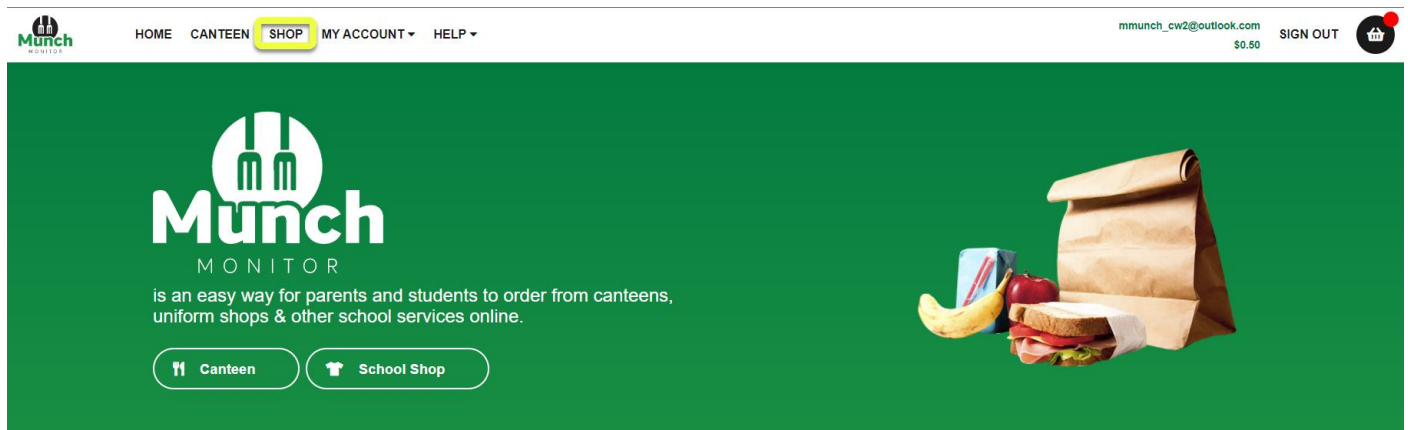 Munch
MONITOR
HOME CANTEEN SHOP MY ACCOUNT HELP
mmunch_cw2@outlook.com
$0.50
SIGN OUT
Munch
MONITOR
is an easy way for parents and students to order from canteens,
uniform shops & other school services online.
Canteen
School Shop